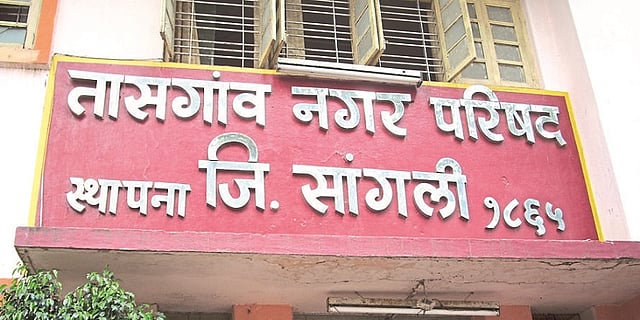 तासगांव नगर परिषद
स्थापना जि. सांगली १८६५